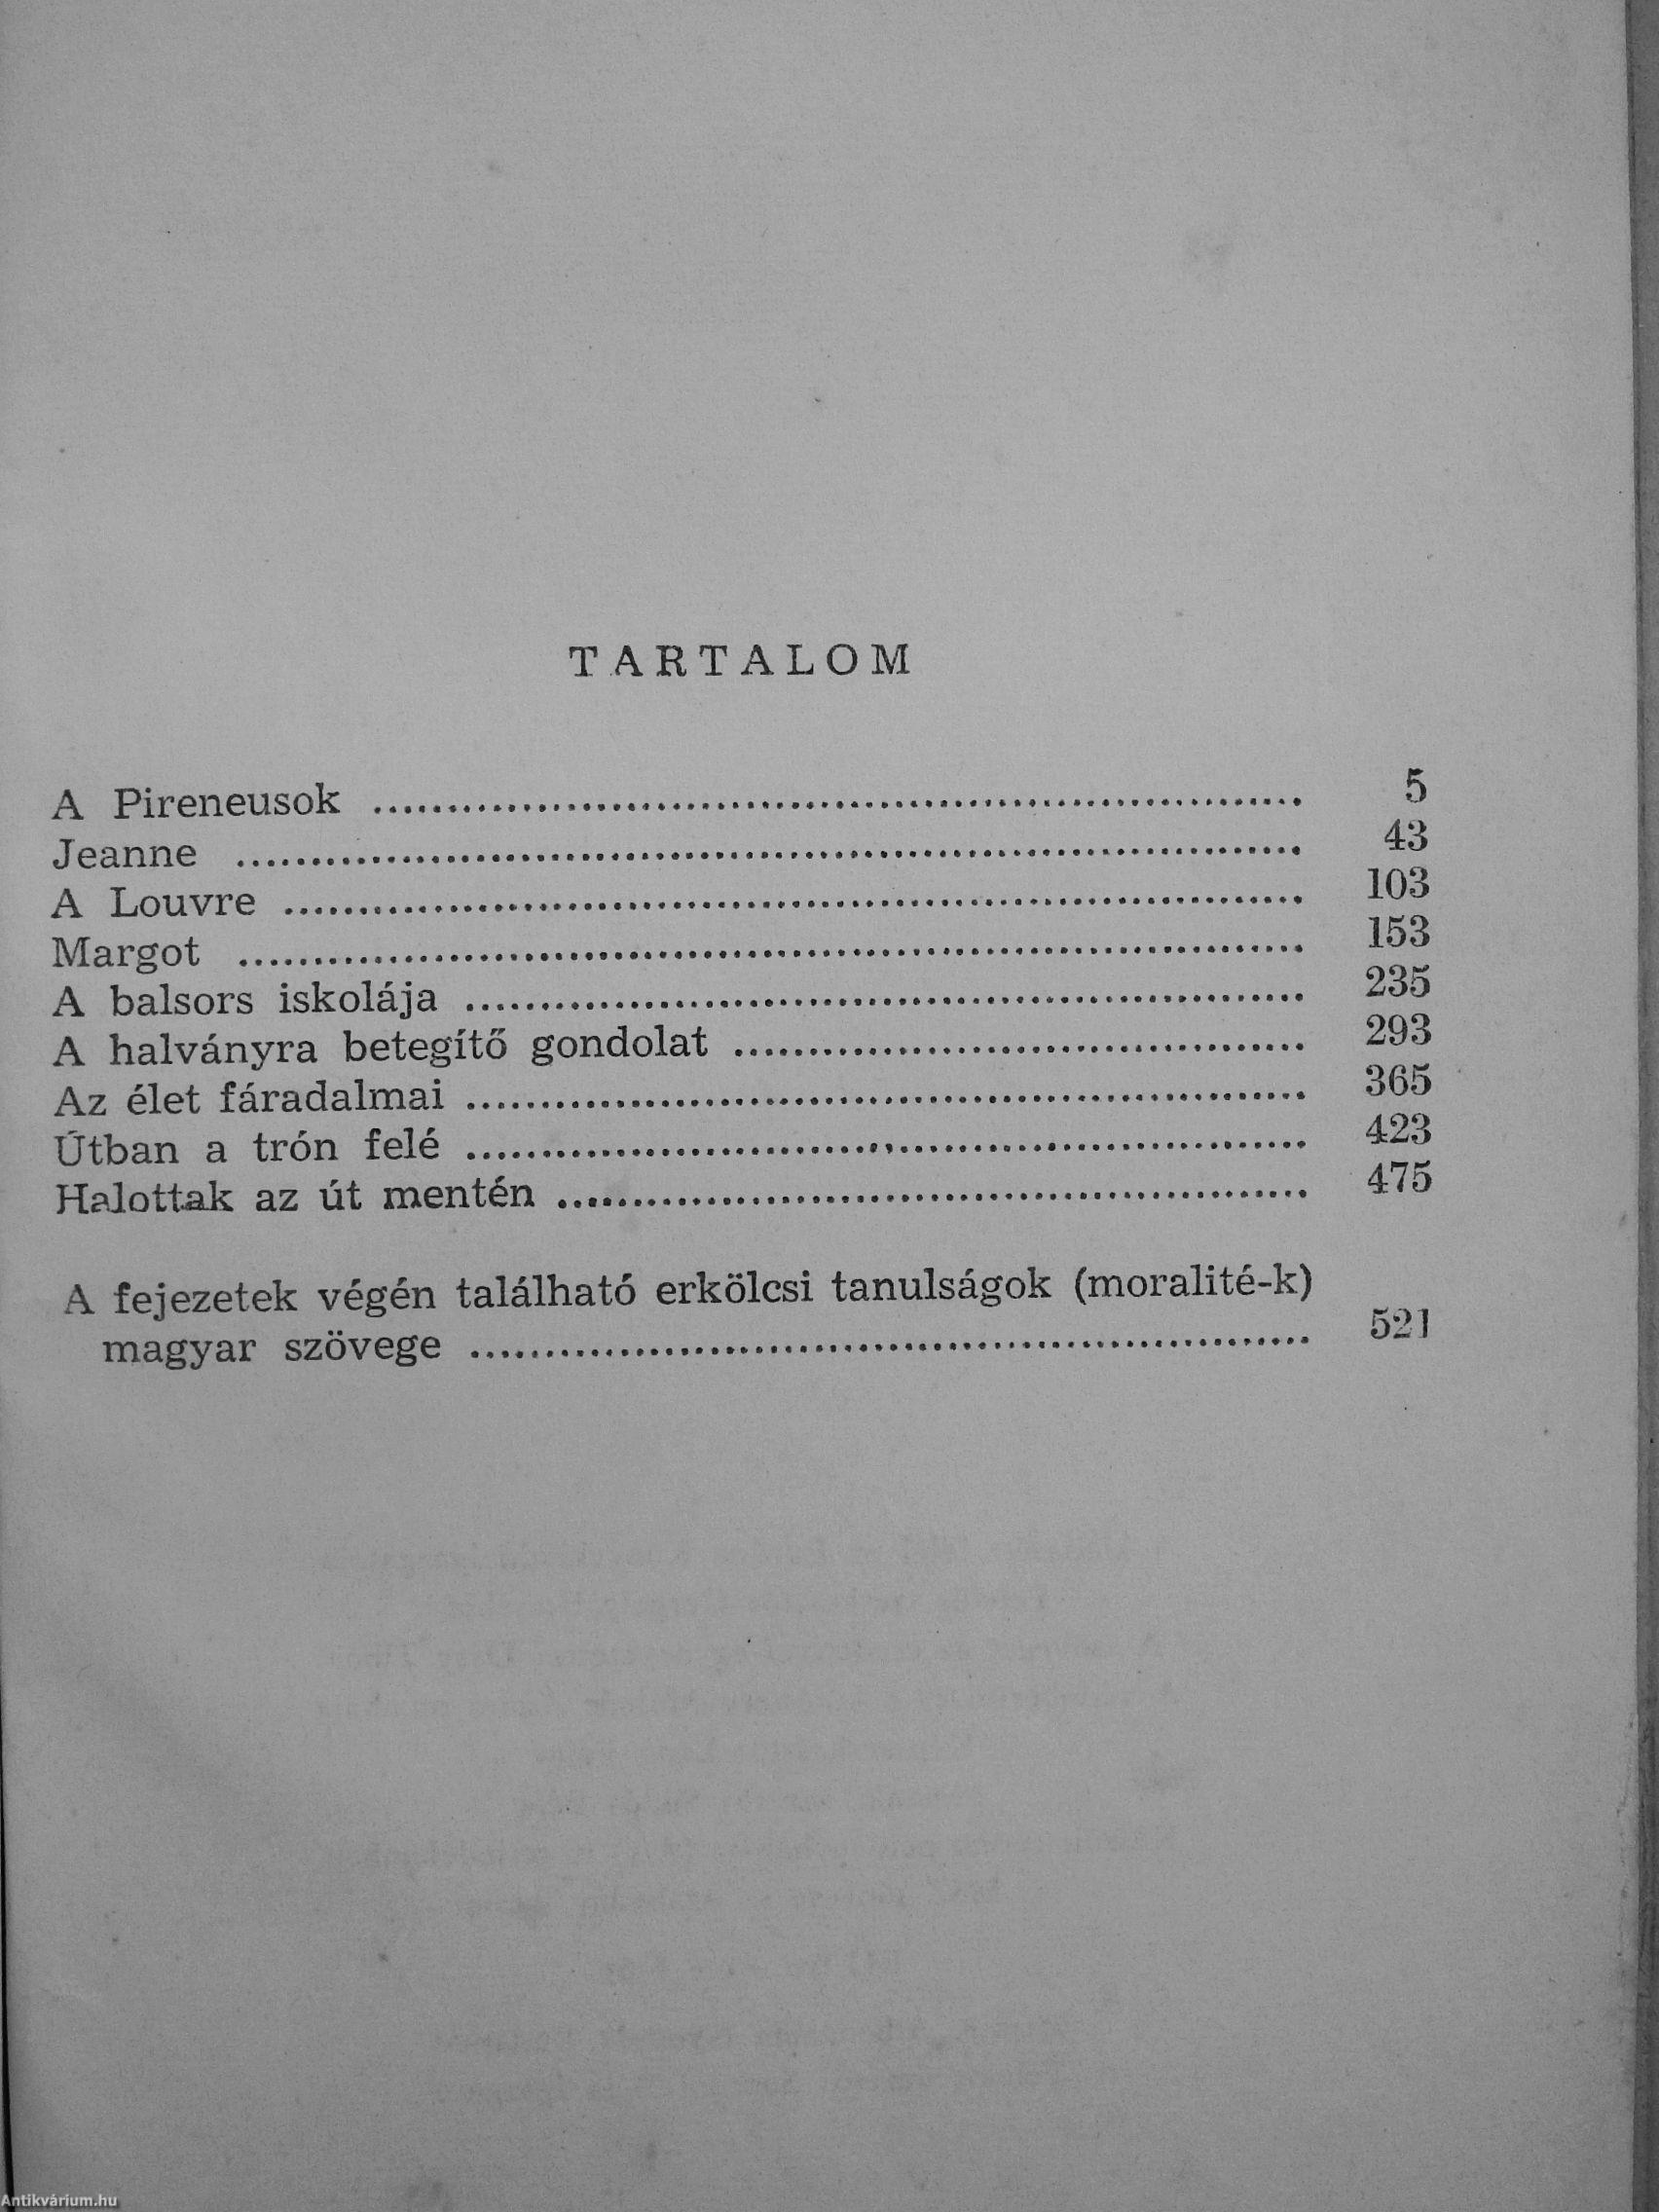 TARTALOM
A Pireneusok ........................................ 5
Jeanne ........................................ 43
A Louvre ........................................ 103
Margot ........................................ 153
A balsors iskolája ........................................ 235
A halványra betegítő gondolat ........................................ 293
Az élet fáradalmai ........................................ 365
Útban a trón felé ........................................ 423
Halottak az út mentén ........................................ 475
A fejezetek végén található erkölcsi tanulságok (moralité-k)
magyar szövege ........................................ 521
Antikvárium.hu